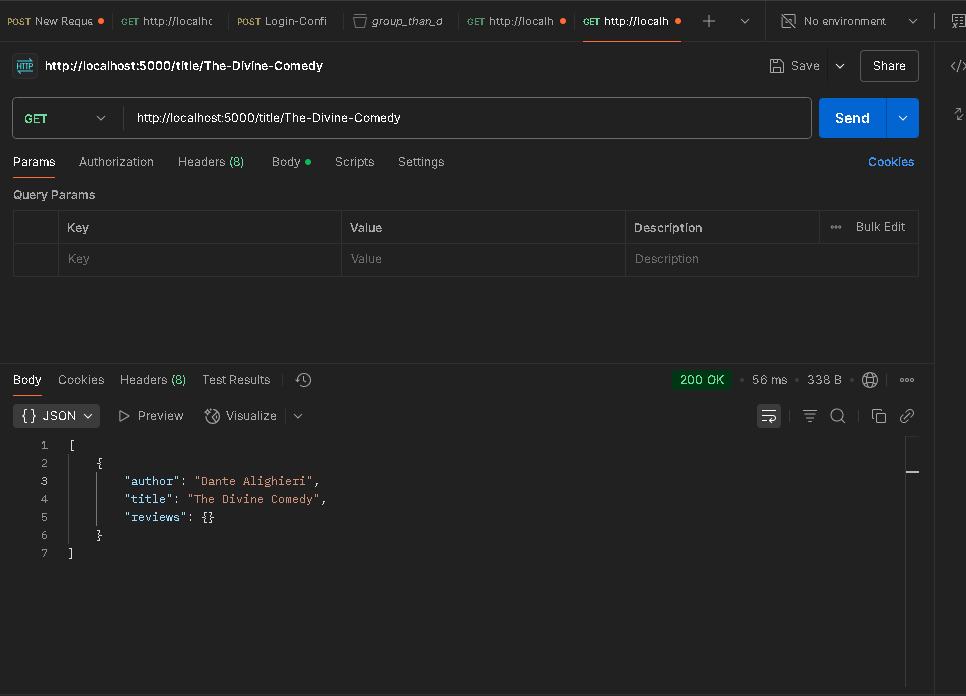 POST New Reque GET http://localhc POST Login-Confi group_than_d GET http://localh GET http://localh No environment
HTTP http://localhost:5000/title/The-Divine-Comedy Save Share
GET http://localhost:5000/title/The-Divine-Comedy Send
Params Authorization Headers (8) Body Scripts Settings Cookies
Query Params
Key Value Description Bulk Edit
Key Value Description
Body Cookies Headers (8) Test Results 200 OK 56 ms 338 B
{} JSON Preview Visualize
1 [
2 {
3 "author": "Dante Alighieri",
4 "title": "The Divine Comedy",
5 "reviews": {}
6 }
7 ]